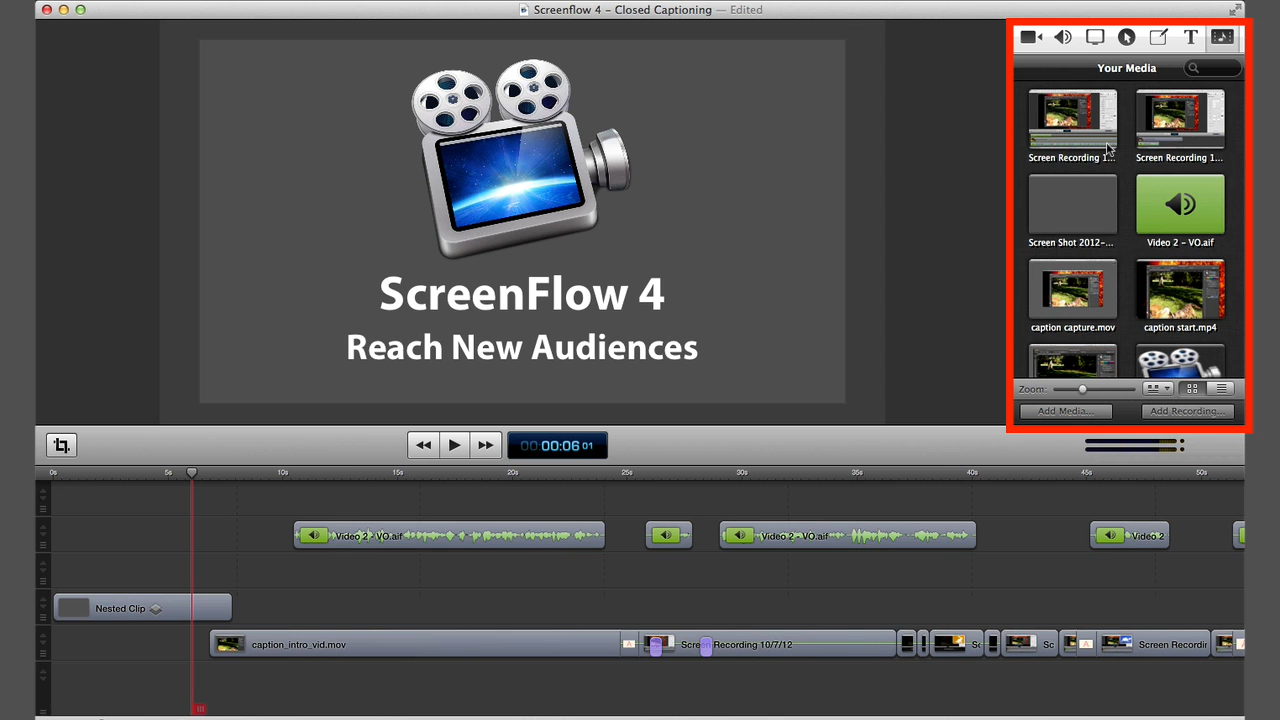 Screenflow 4 – Closed Captioning — Edited
T
Your Media
Screen Recording 1...
Screen Recording 1...
Screen Shot 2012-...
Video 2 - VO.aif
caption capture.mov
caption start.mp4
Zoom:
Add Media...
Add Recording...
ScreenFlow 4
Reach New Audiences
00:00:06 01
0s 5s 10s 15s 20s 25s 30s 35s 40s 45s 50s
Video 2 - VO.aif
Video 2 - VO.aif
Video 2
Nested Clip
caption_intro_vid.mov
A
Screen Recording 10/7/12
Sc
Sc
A
Screen Recordin
A